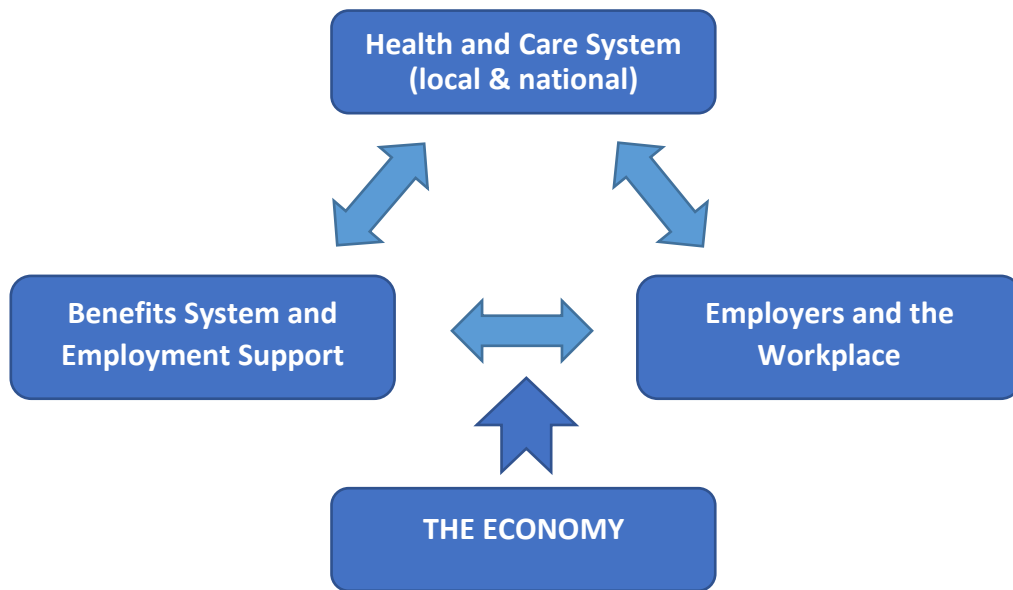 Health and Care System
(local & national)
Benefits System and
Employment Support
Employers and the
Workplace
THE ECONOMY